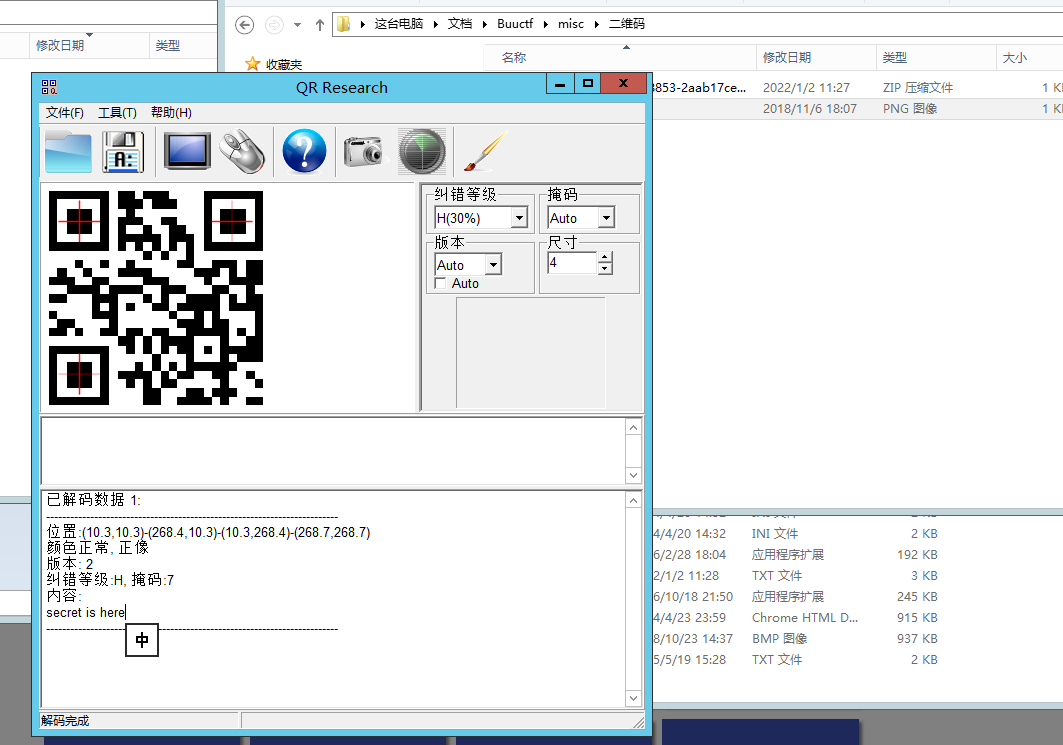 这台电脑 文档 Buuctf misc 二维码
修改日期 类型
收藏夹
名称 修改日期 类型 大小
3853-2aab17ce... 2022/1/2 11:27 ZIP 压缩文件
2018/11/6 18:07 PNG 图像
QR Research
文件(F) 工具(T) 帮助(H)
A:
纠错等级 掩码
H(30%) Auto
版本 尺寸
Auto 4
Auto
已解码数据 1:
位置:(10.3,10.3)-(268.4,10.3)-(10.3,268.4)-(268.7,268.7)
颜色正常, 正像
版本: 2
纠错等级:H, 掩码:7
内容:
secret is here
中
解码完成
4/4/20 14:32 INI 文件 2 KB
6/2/28 18:04 应用程序扩展 192 KB
2/1/2 11:28 TXT 文件 3 KB
6/10/18 21:50 应用程序扩展 245 KB
4/4/23 23:59 Chrome HTML D... 915 KB
8/10/23 14:37 BMP 图像 937 KB
5/5/19 15:28 TXT 文件 2 KB